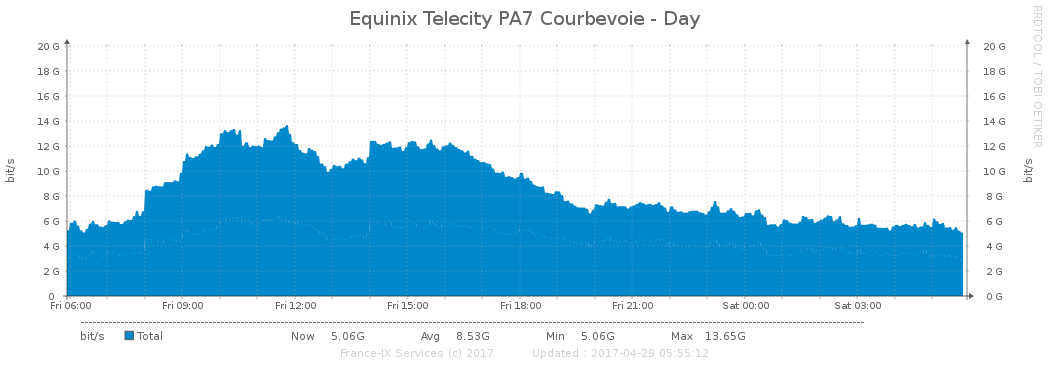 Equinix Telecity PA7 Courbevoie - Day
RRDTOOL / TOBI OETIKER
bit/s
20 G 20 G
18 G 18 G
16 G 16 G
14 G 14 G
12 G 12 G
10 G 10 G
8 G 8 G
6 G 6 G
4 G 4 G
2 G 2 G
0 0 G
bit/s
Fri 06:00 Fri 09:00 Fri 12:00 Fri 15:00 Fri 18:00 Fri 21:00 Sat 00:00 Sat 03:00
bit/s Total Now 5.06G Avg 8.53G Min 5.06G Max 13.65G
France-IX Services (c) 2017 Updated : 2017-04-29 05:55:12